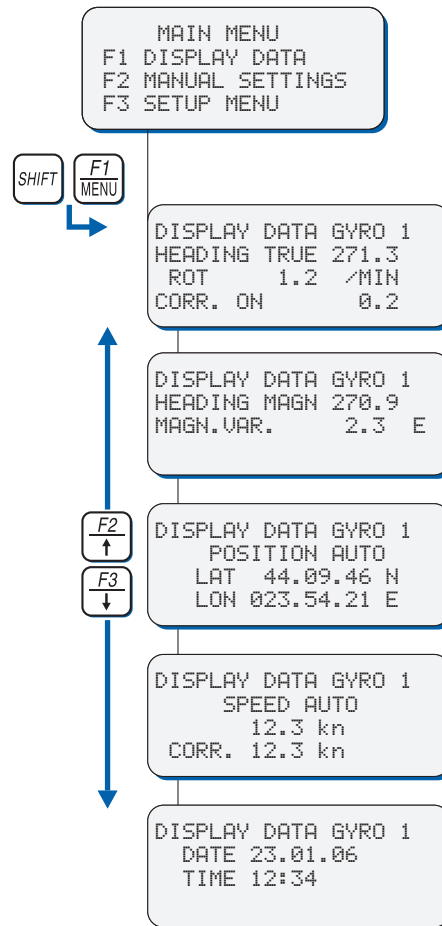 MAIN MENU
F1 DISPLAY DATA
F2 MANUAL SETTINGS
F3 SETUP MENU
SHIFT
F1
MENU
DISPLAY DATA GYRO 1
HEADING TRUE 271.3
ROT 1.2 /MIN
CORR. ON 0.2
DISPLAY DATA GYRO 1
HEADING MAGN 270.9
MAGN.VAR. 2.3 E
F2
↑
F3
↓
DISPLAY DATA GYRO 1
POSITION AUTO
LAT 44.09.46 N
LON 023.54.21 E
DISPLAY DATA GYRO 1
SPEED AUTO
12.3 kn
CORR. 12.3 kn
DISPLAY DATA GYRO 1
DATE 23.01.06
TIME 12:34